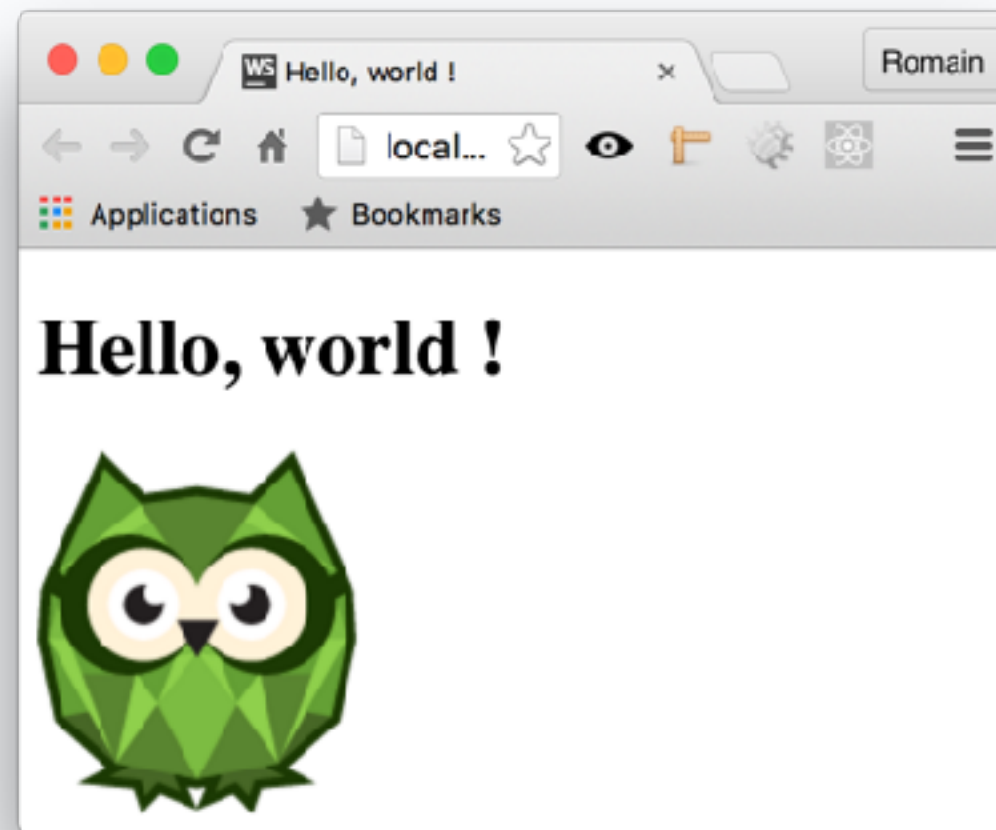 WS Hello, world !
Romain
local...
Applications
Bookmarks
Hello, world !